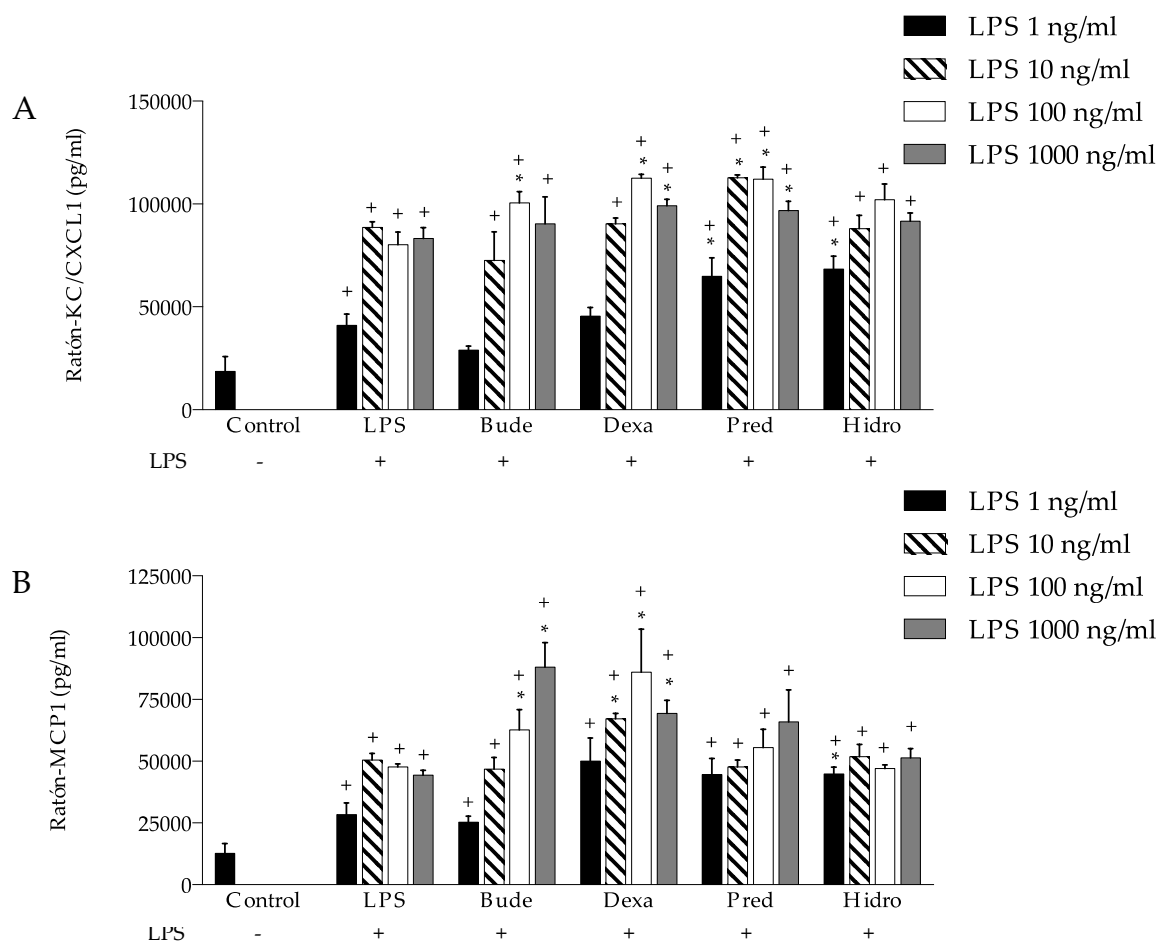 LPS 1 ng/ml
LPS 10 ng/ml
LPS 100 ng/ml
LPS 1000 ng/ml
A
Ratón-KC/CXCL1 (pg/ml)
150000
100000
50000
0
+ + + +
+ + * + +
+ + * + *
+ * + * + * + *
+ * + + +
Control LPS Bude Dexa Pred Hidro
LPS - + + + + +
LPS 1 ng/ml
LPS 10 ng/ml
LPS 100 ng/ml
LPS 1000 ng/ml
B
Ratón-MCP1 (pg/ml)
125000
100000
75000
50000
25000
0
+ + + +
+ + + * + *
+ + * + * + *
+ + + +
+ * + + +
Control LPS Bude Dexa Pred Hidro
LPS - + + + + +